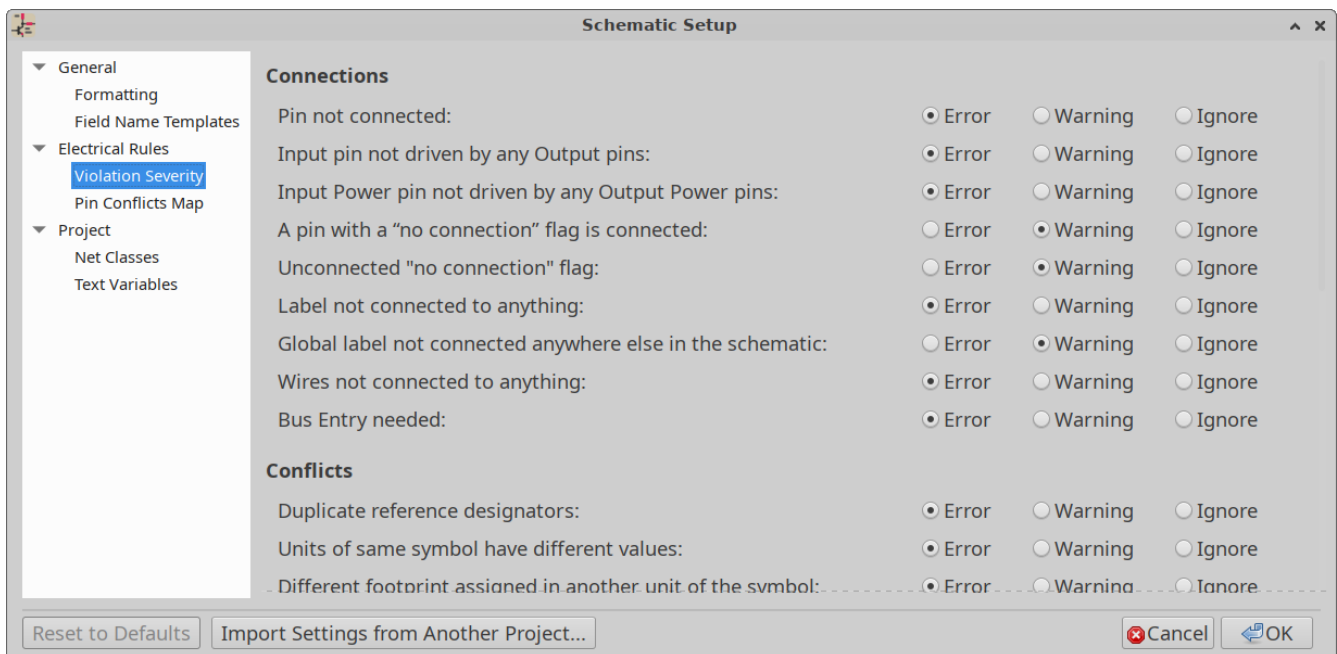 Schematic Setup
General
Formatting
Field Name Templates
Electrical Rules
Violation Severity
Pin Conflicts Map
Project
Net Classes
Text Variables
Connections
Pin not connected: Error Warning Ignore
Input pin not driven by any Output pins: Error Warning Ignore
Input Power pin not driven by any Output Power pins: Error Warning Ignore
A pin with a “no connection” flag is connected: Error Warning Ignore
Unconnected "no connection" flag: Error Warning Ignore
Label not connected to anything: Error Warning Ignore
Global label not connected anywhere else in the schematic: Error Warning Ignore
Wires not connected to anything: Error Warning Ignore
Bus Entry needed: Error Warning Ignore
Conflicts
Duplicate reference designators: Error Warning Ignore
Units of same symbol have different values: Error Warning Ignore
Different footprint assigned in another unit of the symbol: Error Warning Ignore
Reset to Defaults Import Settings from Another Project... Cancel OK